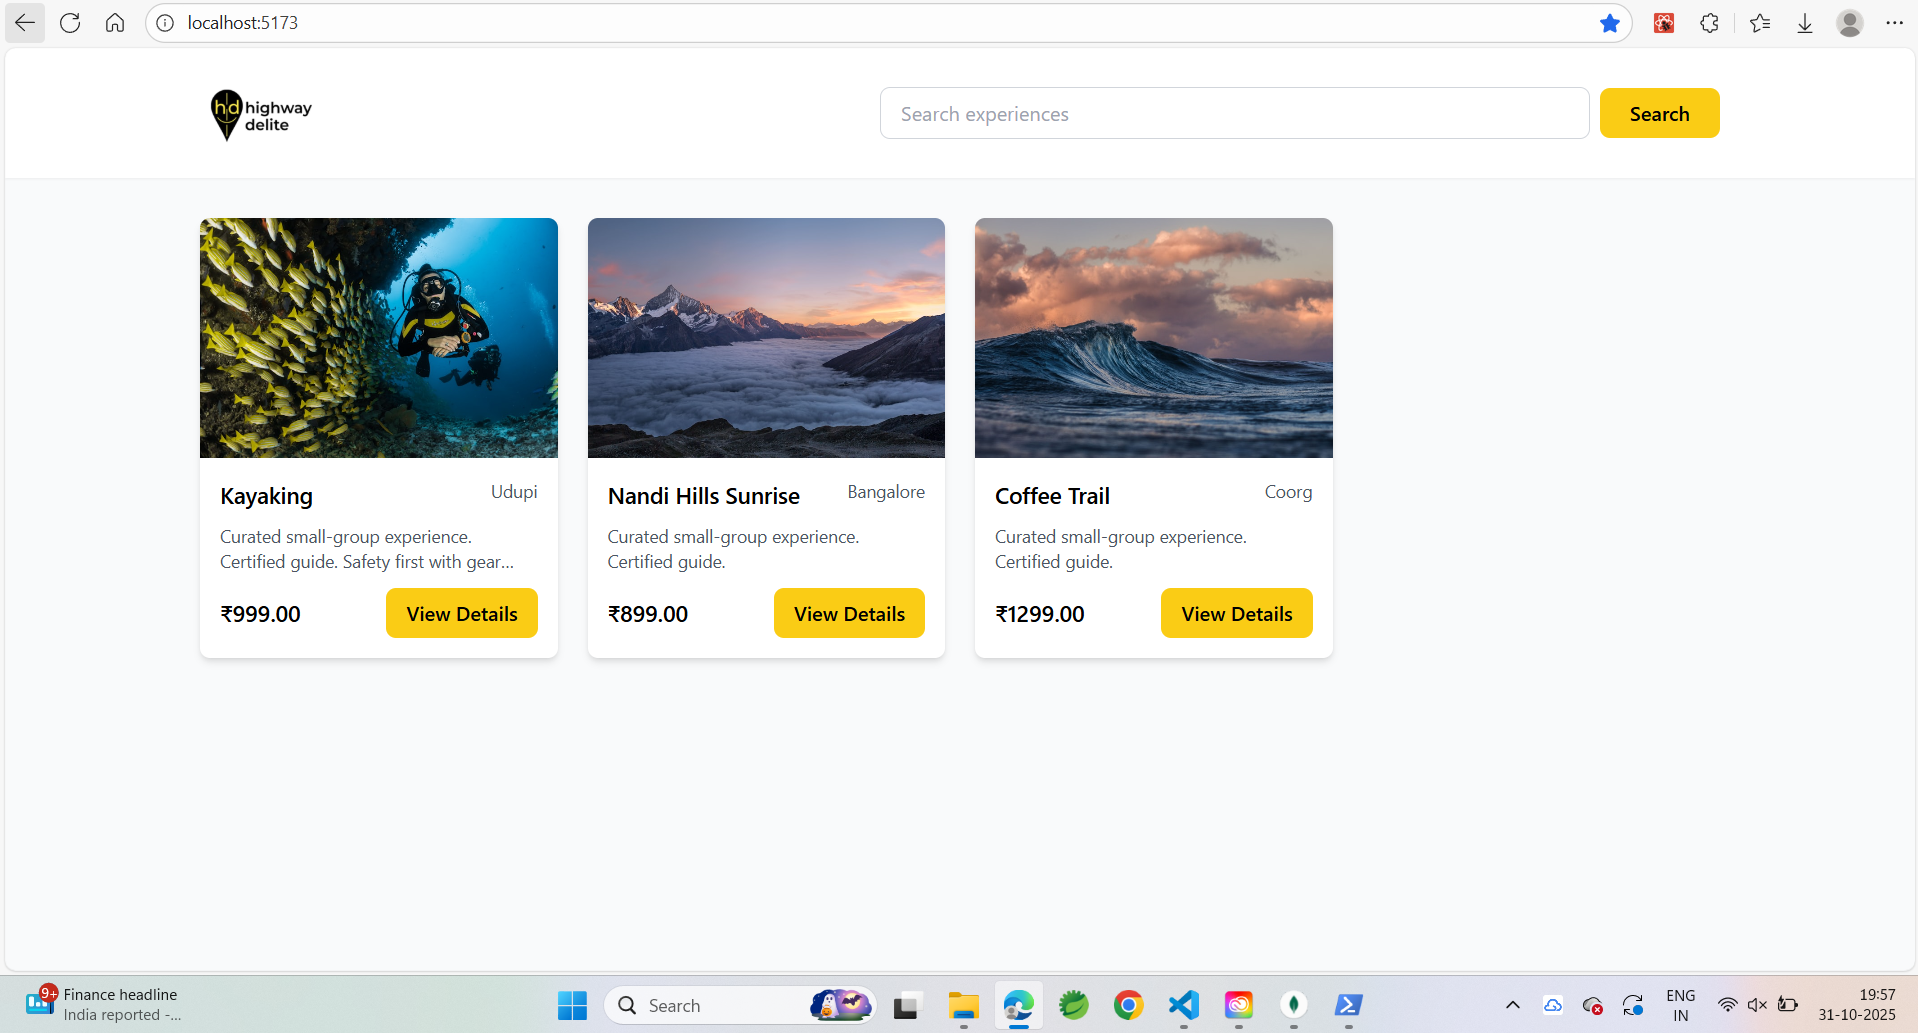 localhost:5173
hd highway
delite
Search experiences
Search
Kayaking
Udupi
Curated small-group experience.
Certified guide. Safety first with gear...
₹999.00
View Details
Nandi Hills Sunrise
Bangalore
Curated small-group experience.
Certified guide.
₹899.00
View Details
Coffee Trail
Coorg
Curated small-group experience.
Certified guide.
₹1299.00
View Details
9+
Finance headline
India reported -...
Search
ENG
IN
19:57
31-10-2025